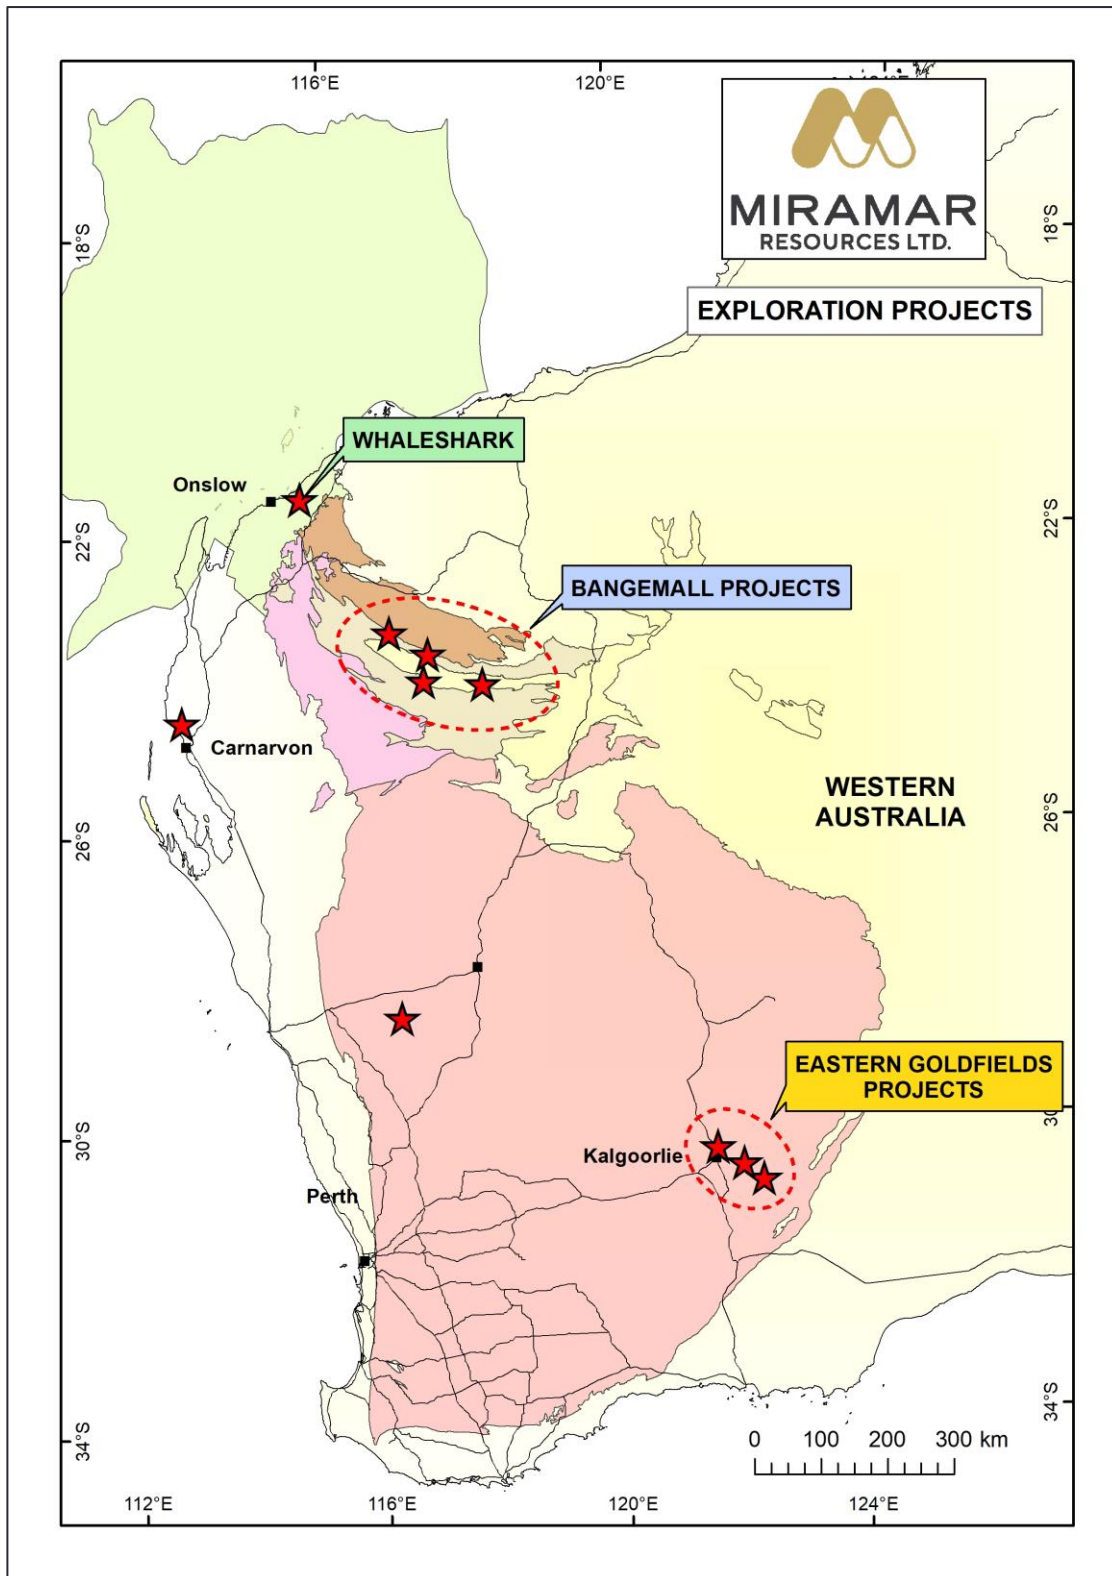 116°E
120°E
MIRAMAR
RESOURCES LTD.
18°S
18°S
EXPLORATION PROJECTS
WHALESHARK
Onslow
22°S
22°S
BANGEMALL PROJECTS
Carnarvon
WESTERN
AUSTRALIA
26°S
26°S
EASTERN GOLDFIELDS
PROJECTS
30°S
Kalgoorlie
Perth
34°S
34°S
0 100 200 300 km
112°E
116°E
120°E
124°E